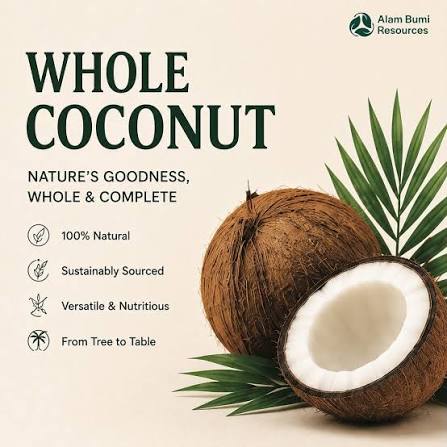 Alam Bumi
Resources
WHOLE
COCONUT
NATURE'S GOODNESS,
WHOLE & COMPLETE
100% Natural
Sustainably Sourced
Versatile & Nutritious
From Tree to Table